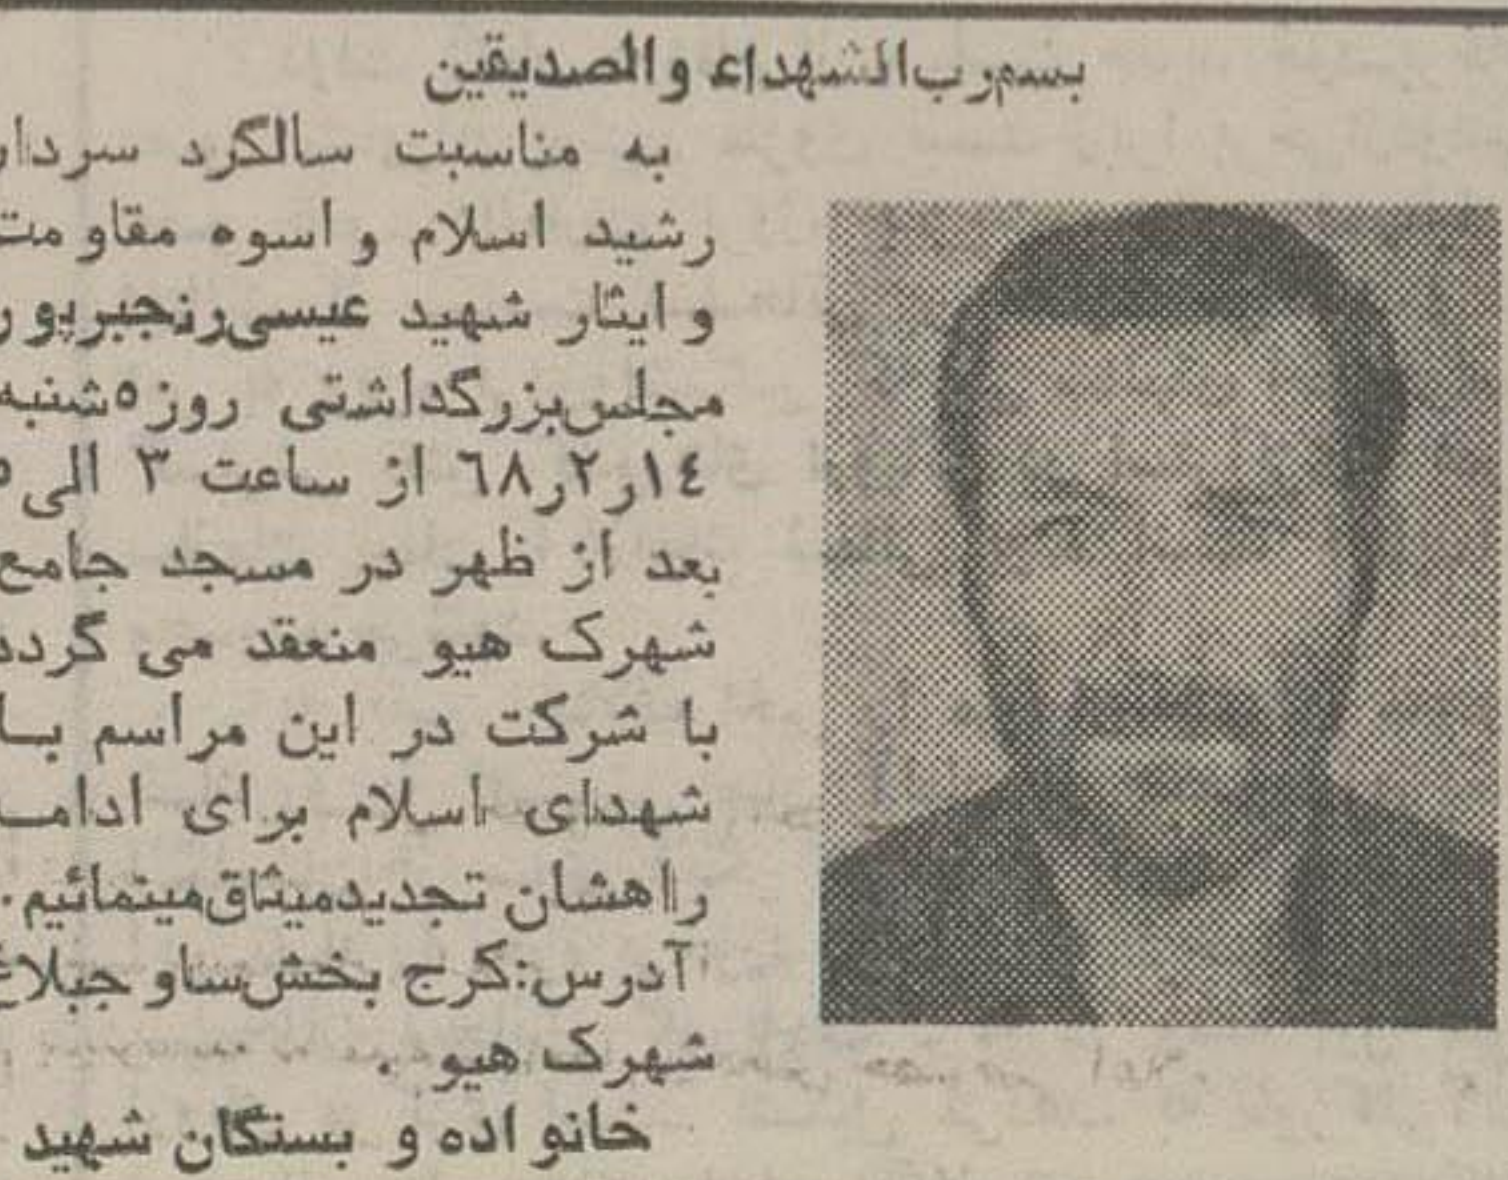 بسم رب الشهداء والصدیقین
به مناسبت سالگرد سردار
رشید اسلام و اسوه مقاومت
و ایثار شهید عیسی رنجبرپور
مجلس بزرگداشتی روز ۵شنبه
۱۴ر۲ر۶۸ از ساعت ۳ الی ۵
بعد از ظهر در مسجد جامع
شهرک هیو منعقد می گردد
با شرکت در این مراسم با
شهدای اسلام برای ادامه
راهشان تجدیدمیثاق مینمائیم.
آدرس: کرج بخش ساوجبلاغ
شهرک هیو .
خانواده و بستگان شهید